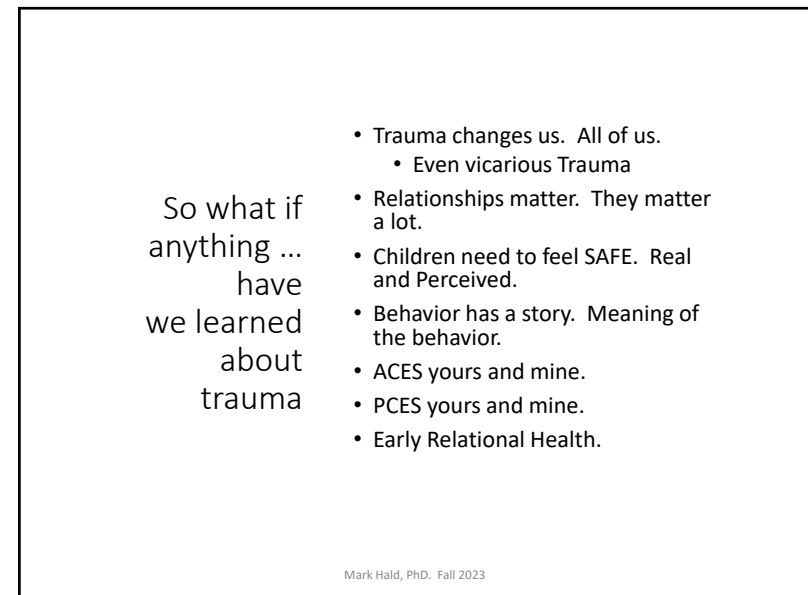 So what if
anything ...
have
we learned
about
trauma
• Trauma changes us.  All of us.
• Even vicarious Trauma
• Relationships matter.  They matter
a lot.
• Children need to feel SAFE.  Real
and Perceived.
• Behavior has a story.  Meaning of
the behavior.
• ACES yours and mine.
• PCES yours and mine.
• Early Relational Health.
Mark Hald, PhD.  Fall 2023